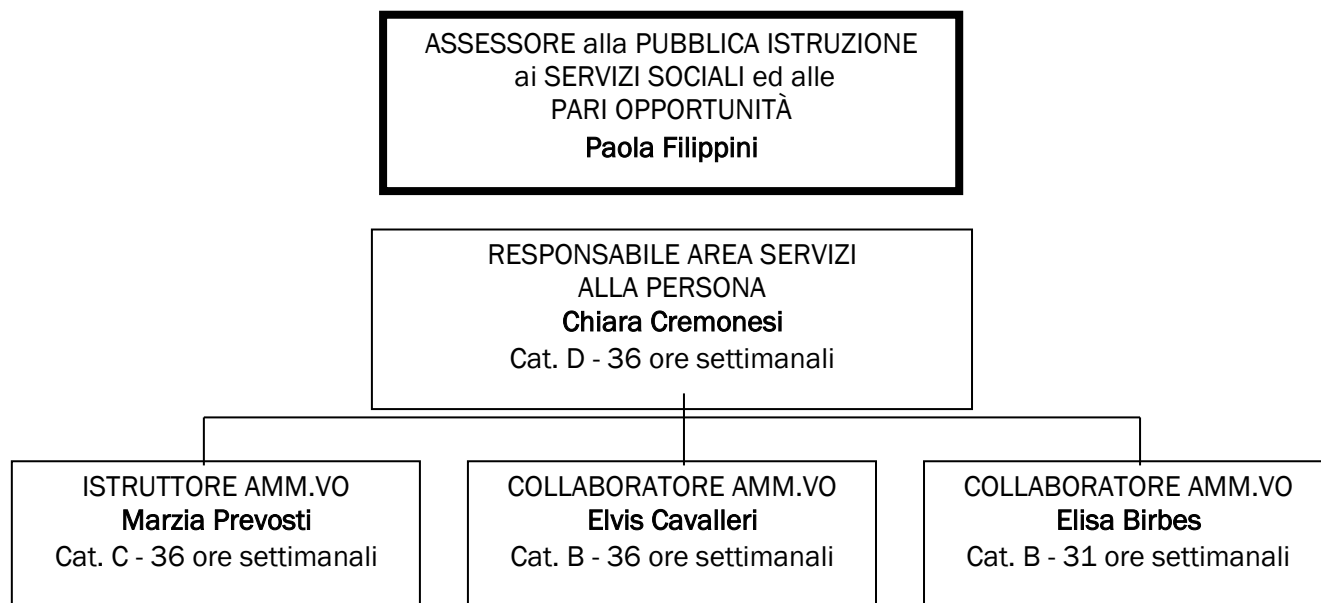 ASSESSORE alla PUBBLICA ISTRUZIONE
ai SERVIZI SOCIALI ed alle
PARI OPPORTUNITÀ
Paola Filippini
RESPONSABILE AREA SERVIZI
ALLA PERSONA
Chiara Cremonesi
Cat. D - 36 ore settimanali
ISTRUTTORE AMM.VO
Marzia Prevosti
Cat. C - 36 ore settimanali
COLLABORATORE AMM.VO
Elvis Cavalleri
Cat. B - 36 ore settimanali
COLLABORATORE AMM.VO
Elisa Birbes
Cat. B - 31 ore settimanali